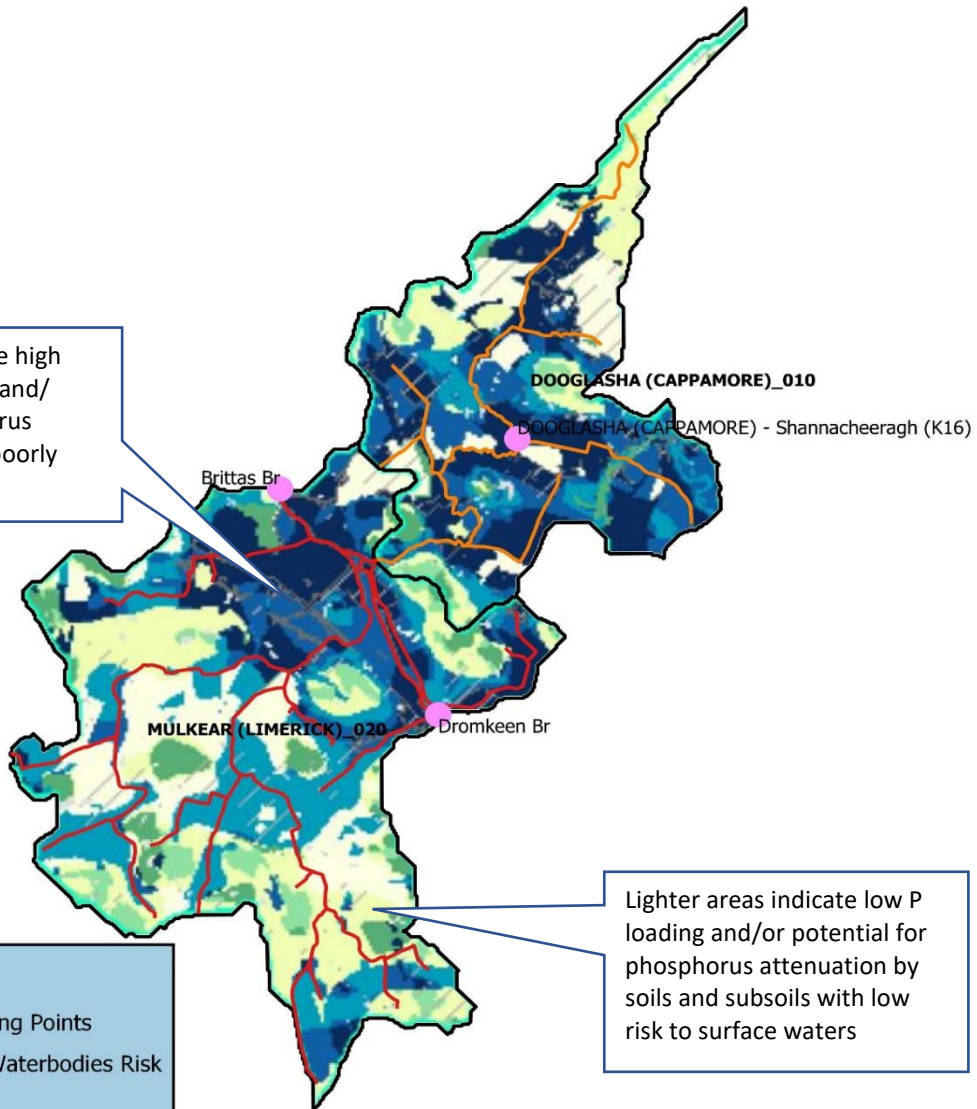 e high
and/
rus
poorly
DOOGLASHA (CAPPAMORE)_010
DOOGLASHA (CAPPAMORE) - Shannacheeragh (K16)
Brittas Br
MULKEAR (LIMERICK)_020
Dromkeen Br
Lighter areas indicate low P
loading and/or potential for
phosphorus attenuation by
soils and subsoils with low
risk to surface waters
ng Points
Waterbodies Risk